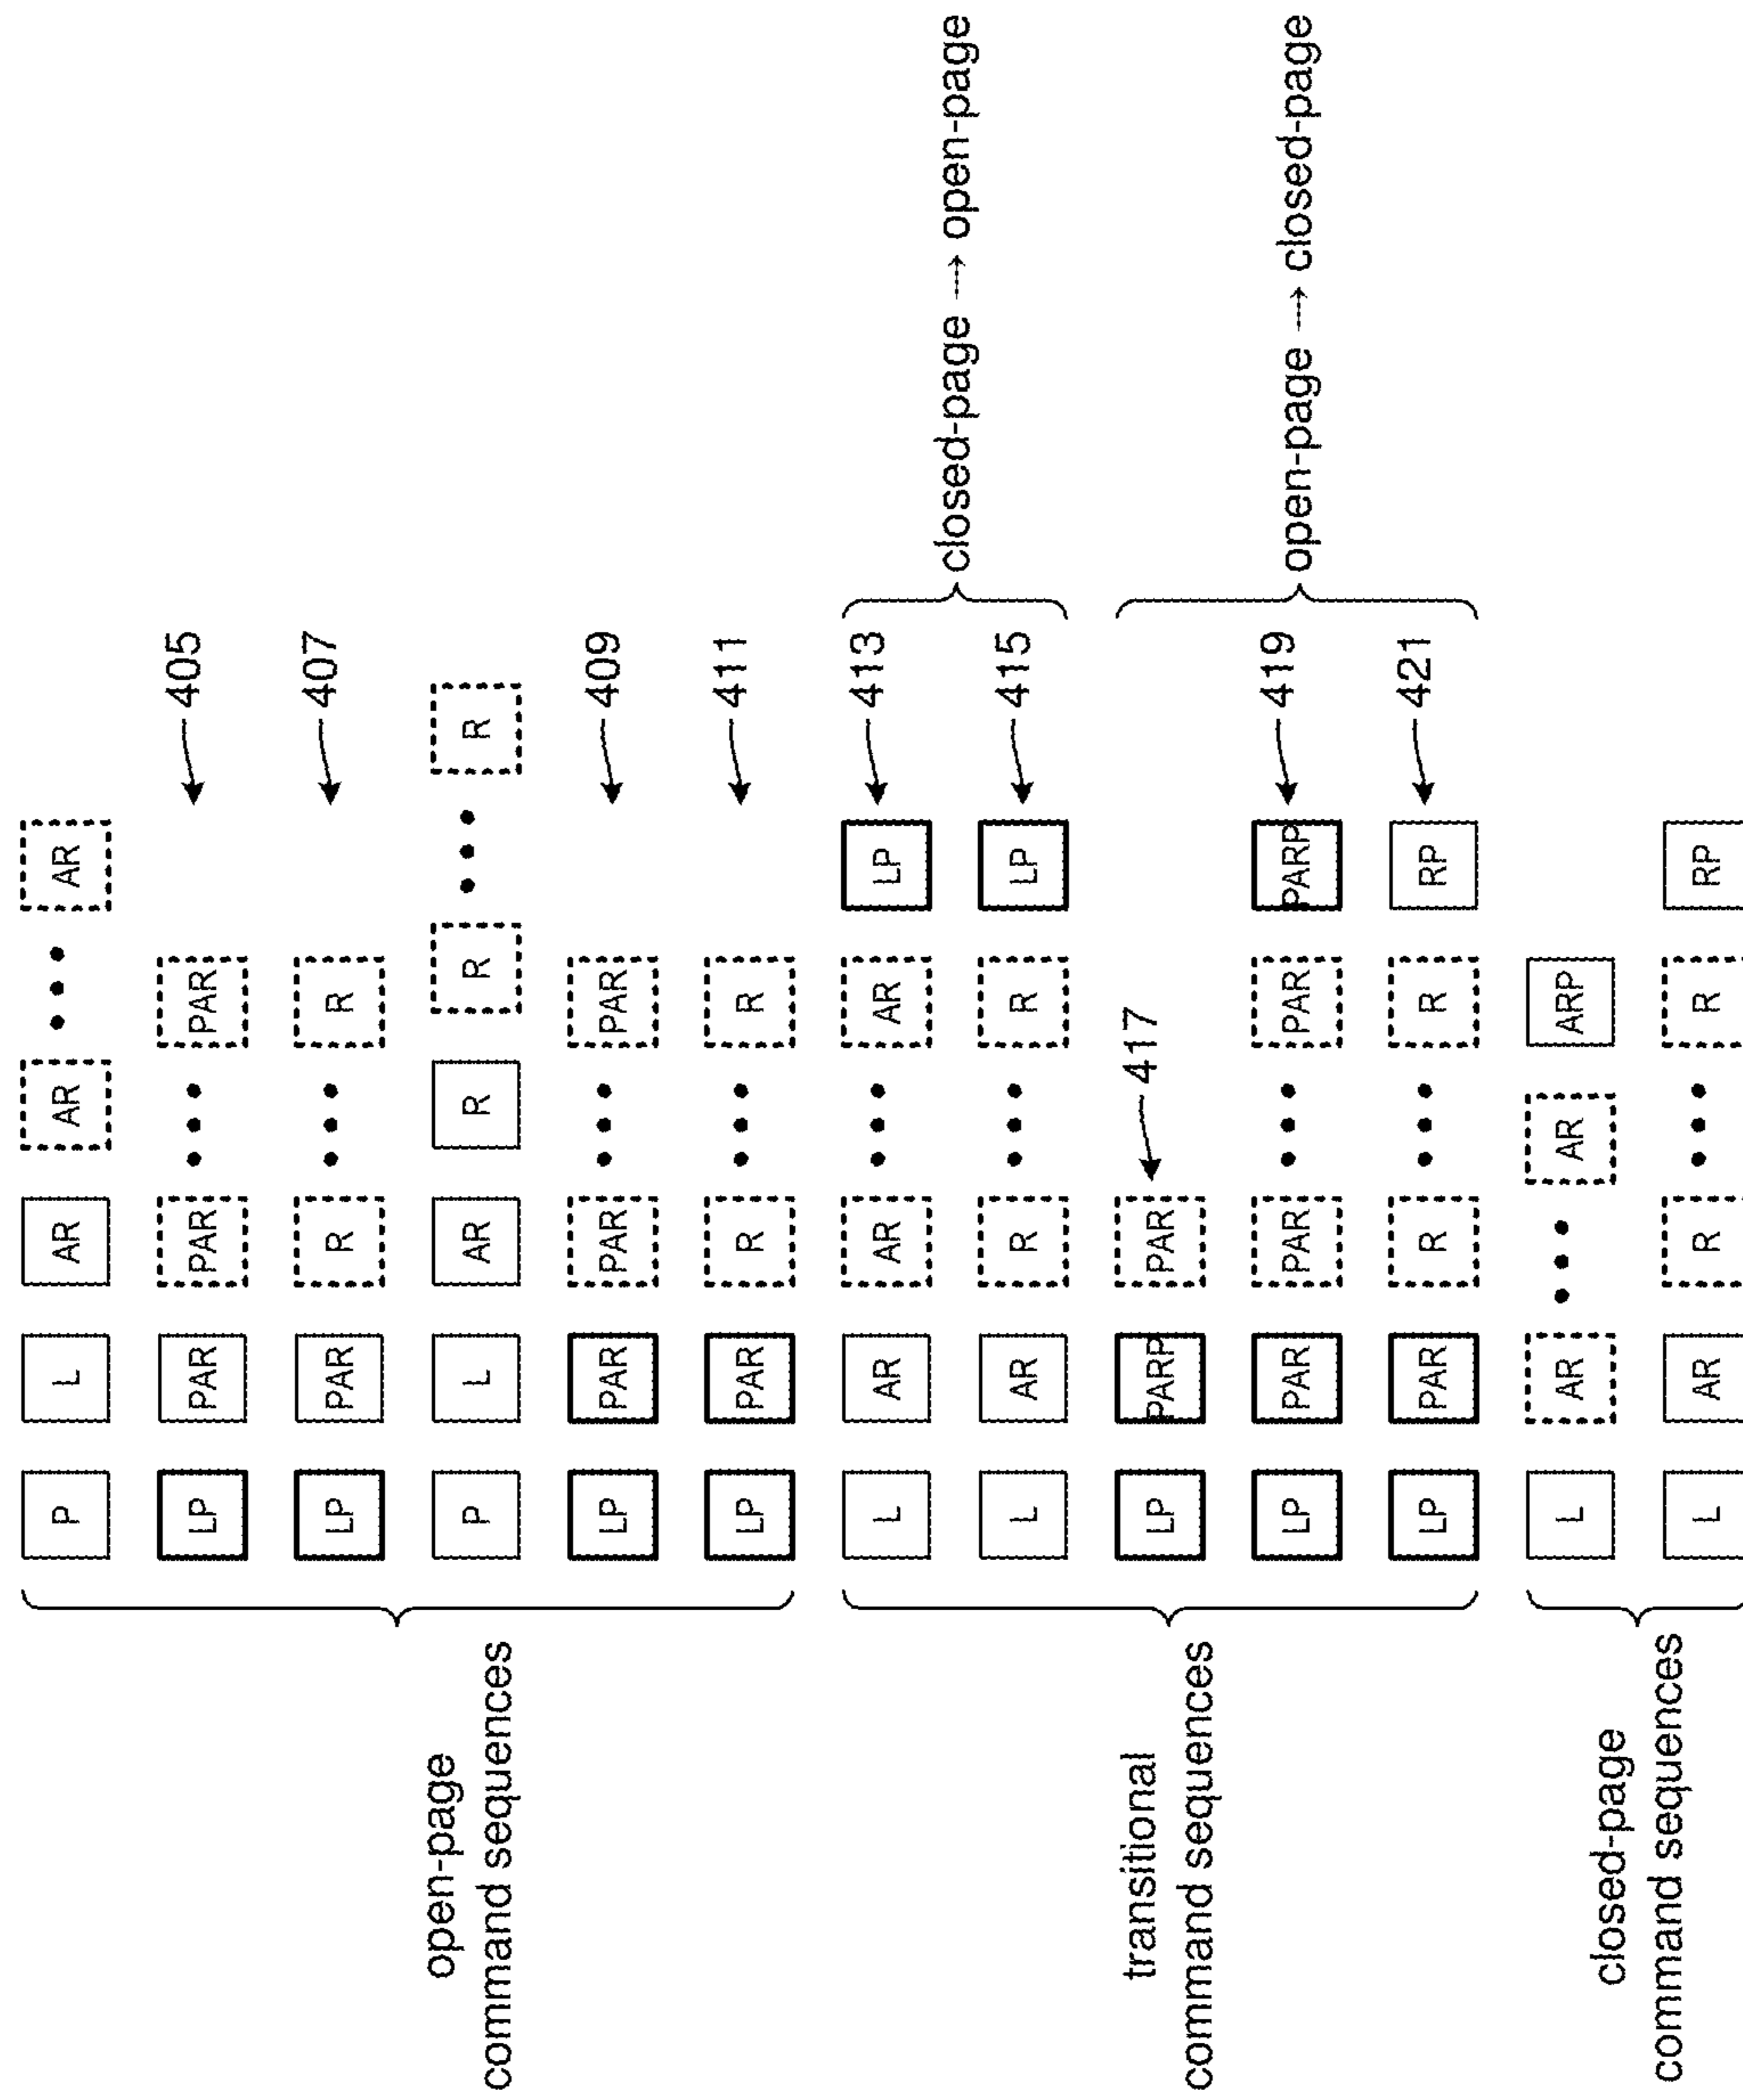 P L AR AR ••• AR
LP PAR PAR ••• PAR 405
LP PAR R ••• R 407
open-page
command sequences
P L AR R R ••• R
LP PAR PAR ••• PAR 409
LP PAR R ••• R 411
L AR AR ••• AR LP 413
closed-page → open-page
L AR R ••• R LP 415
transitional
command sequences
LP PARP PAR 417
LP PAR PAR ••• PAR PARP 419
open-page → closed-page
LP PAR R ••• R RP 421
L AR ••• AR ARP
closed-page
command sequences
L AR R ••• R RP